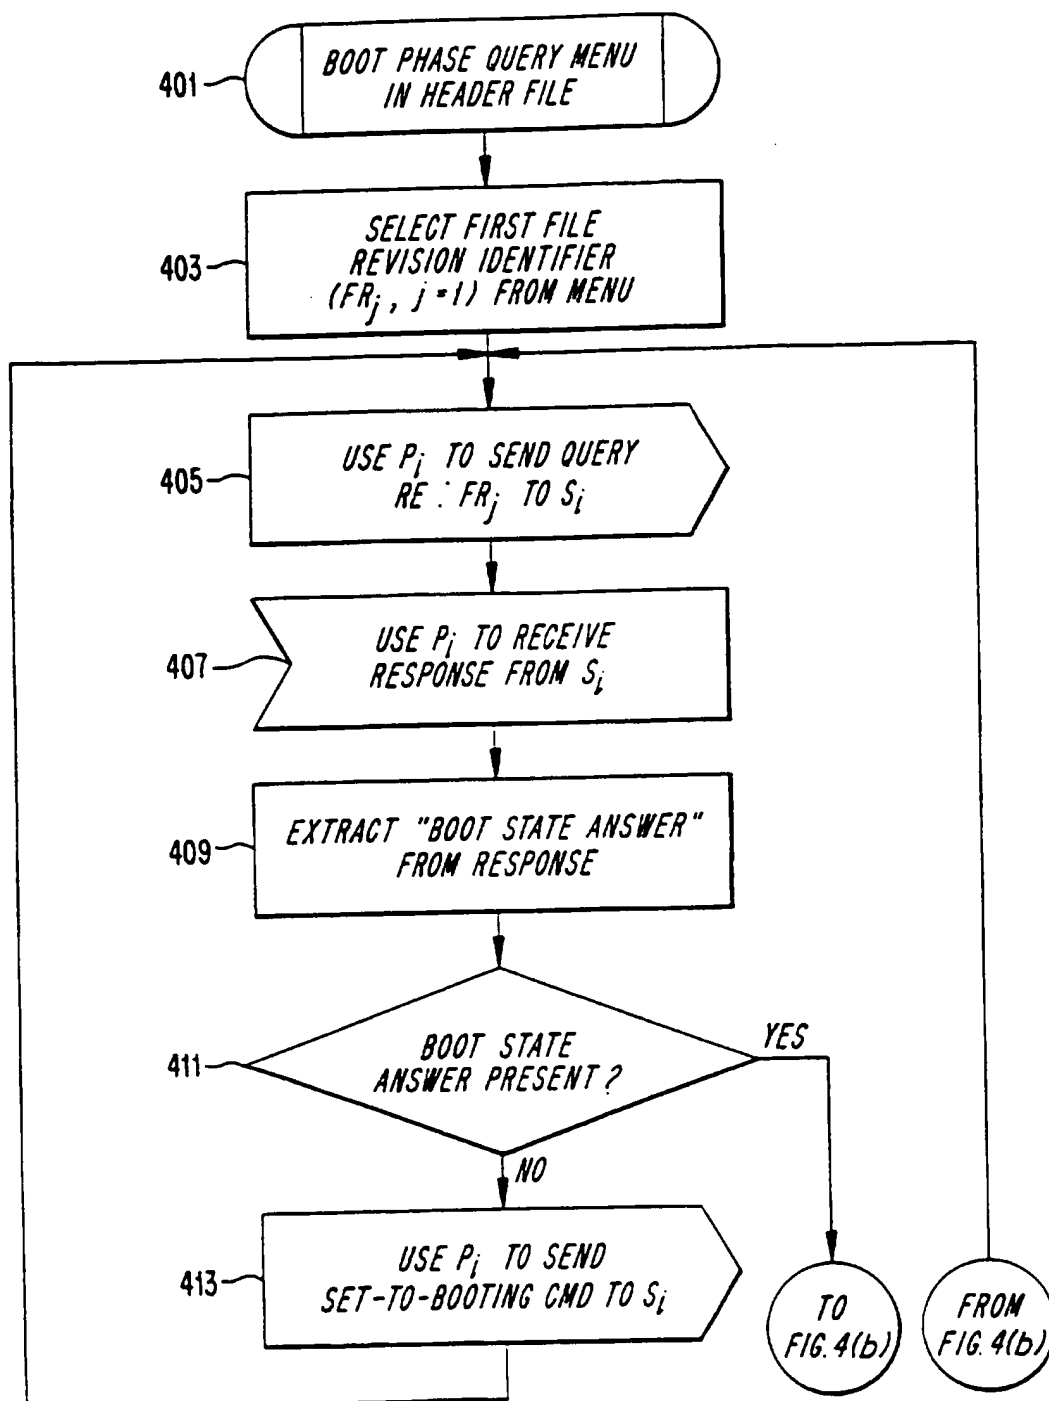 401
BOOT PHASE QUERY MENU
IN HEADER FILE
403
SELECT FIRST FILE
REVISION IDENTIFIER
(FRj, j=1) FROM MENU
405
USE Pi TO SEND QUERY
RE: FRj TO Si
407
USE Pi TO RECEIVE
RESPONSE FROM Si
409
EXTRACT "BOOT STATE ANSWER"
FROM RESPONSE
411
BOOT STATE
ANSWER PRESENT?
YES
NO
413
USE Pi TO SEND
SET-TO-BOOTING CMD TO Si
TO
FIG. 4(b)
FROM
FIG. 4(b)